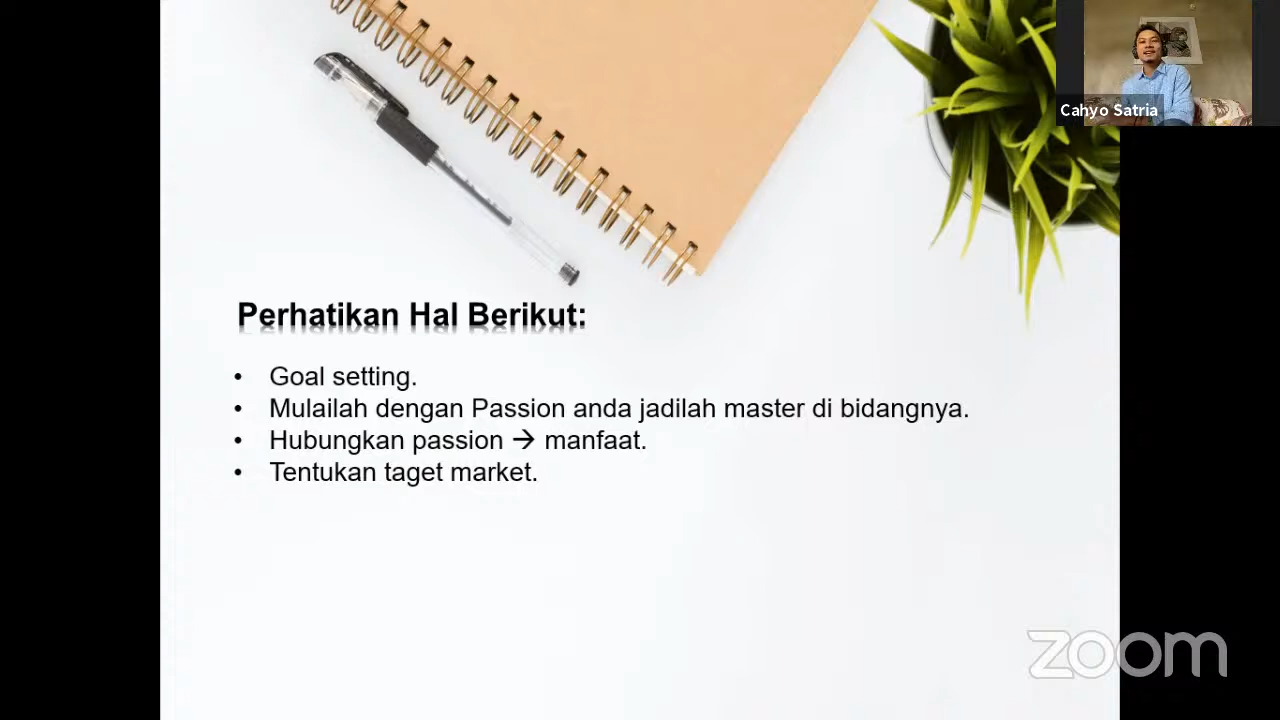 Cahyo Satria
Perhatikan Hal Berikut:
• Goal setting.
• Mulailah dengan Passion anda jadilah master di bidangnya.
• Hubungkan passion → manfaat.
• Tentukan taget market.
zoom